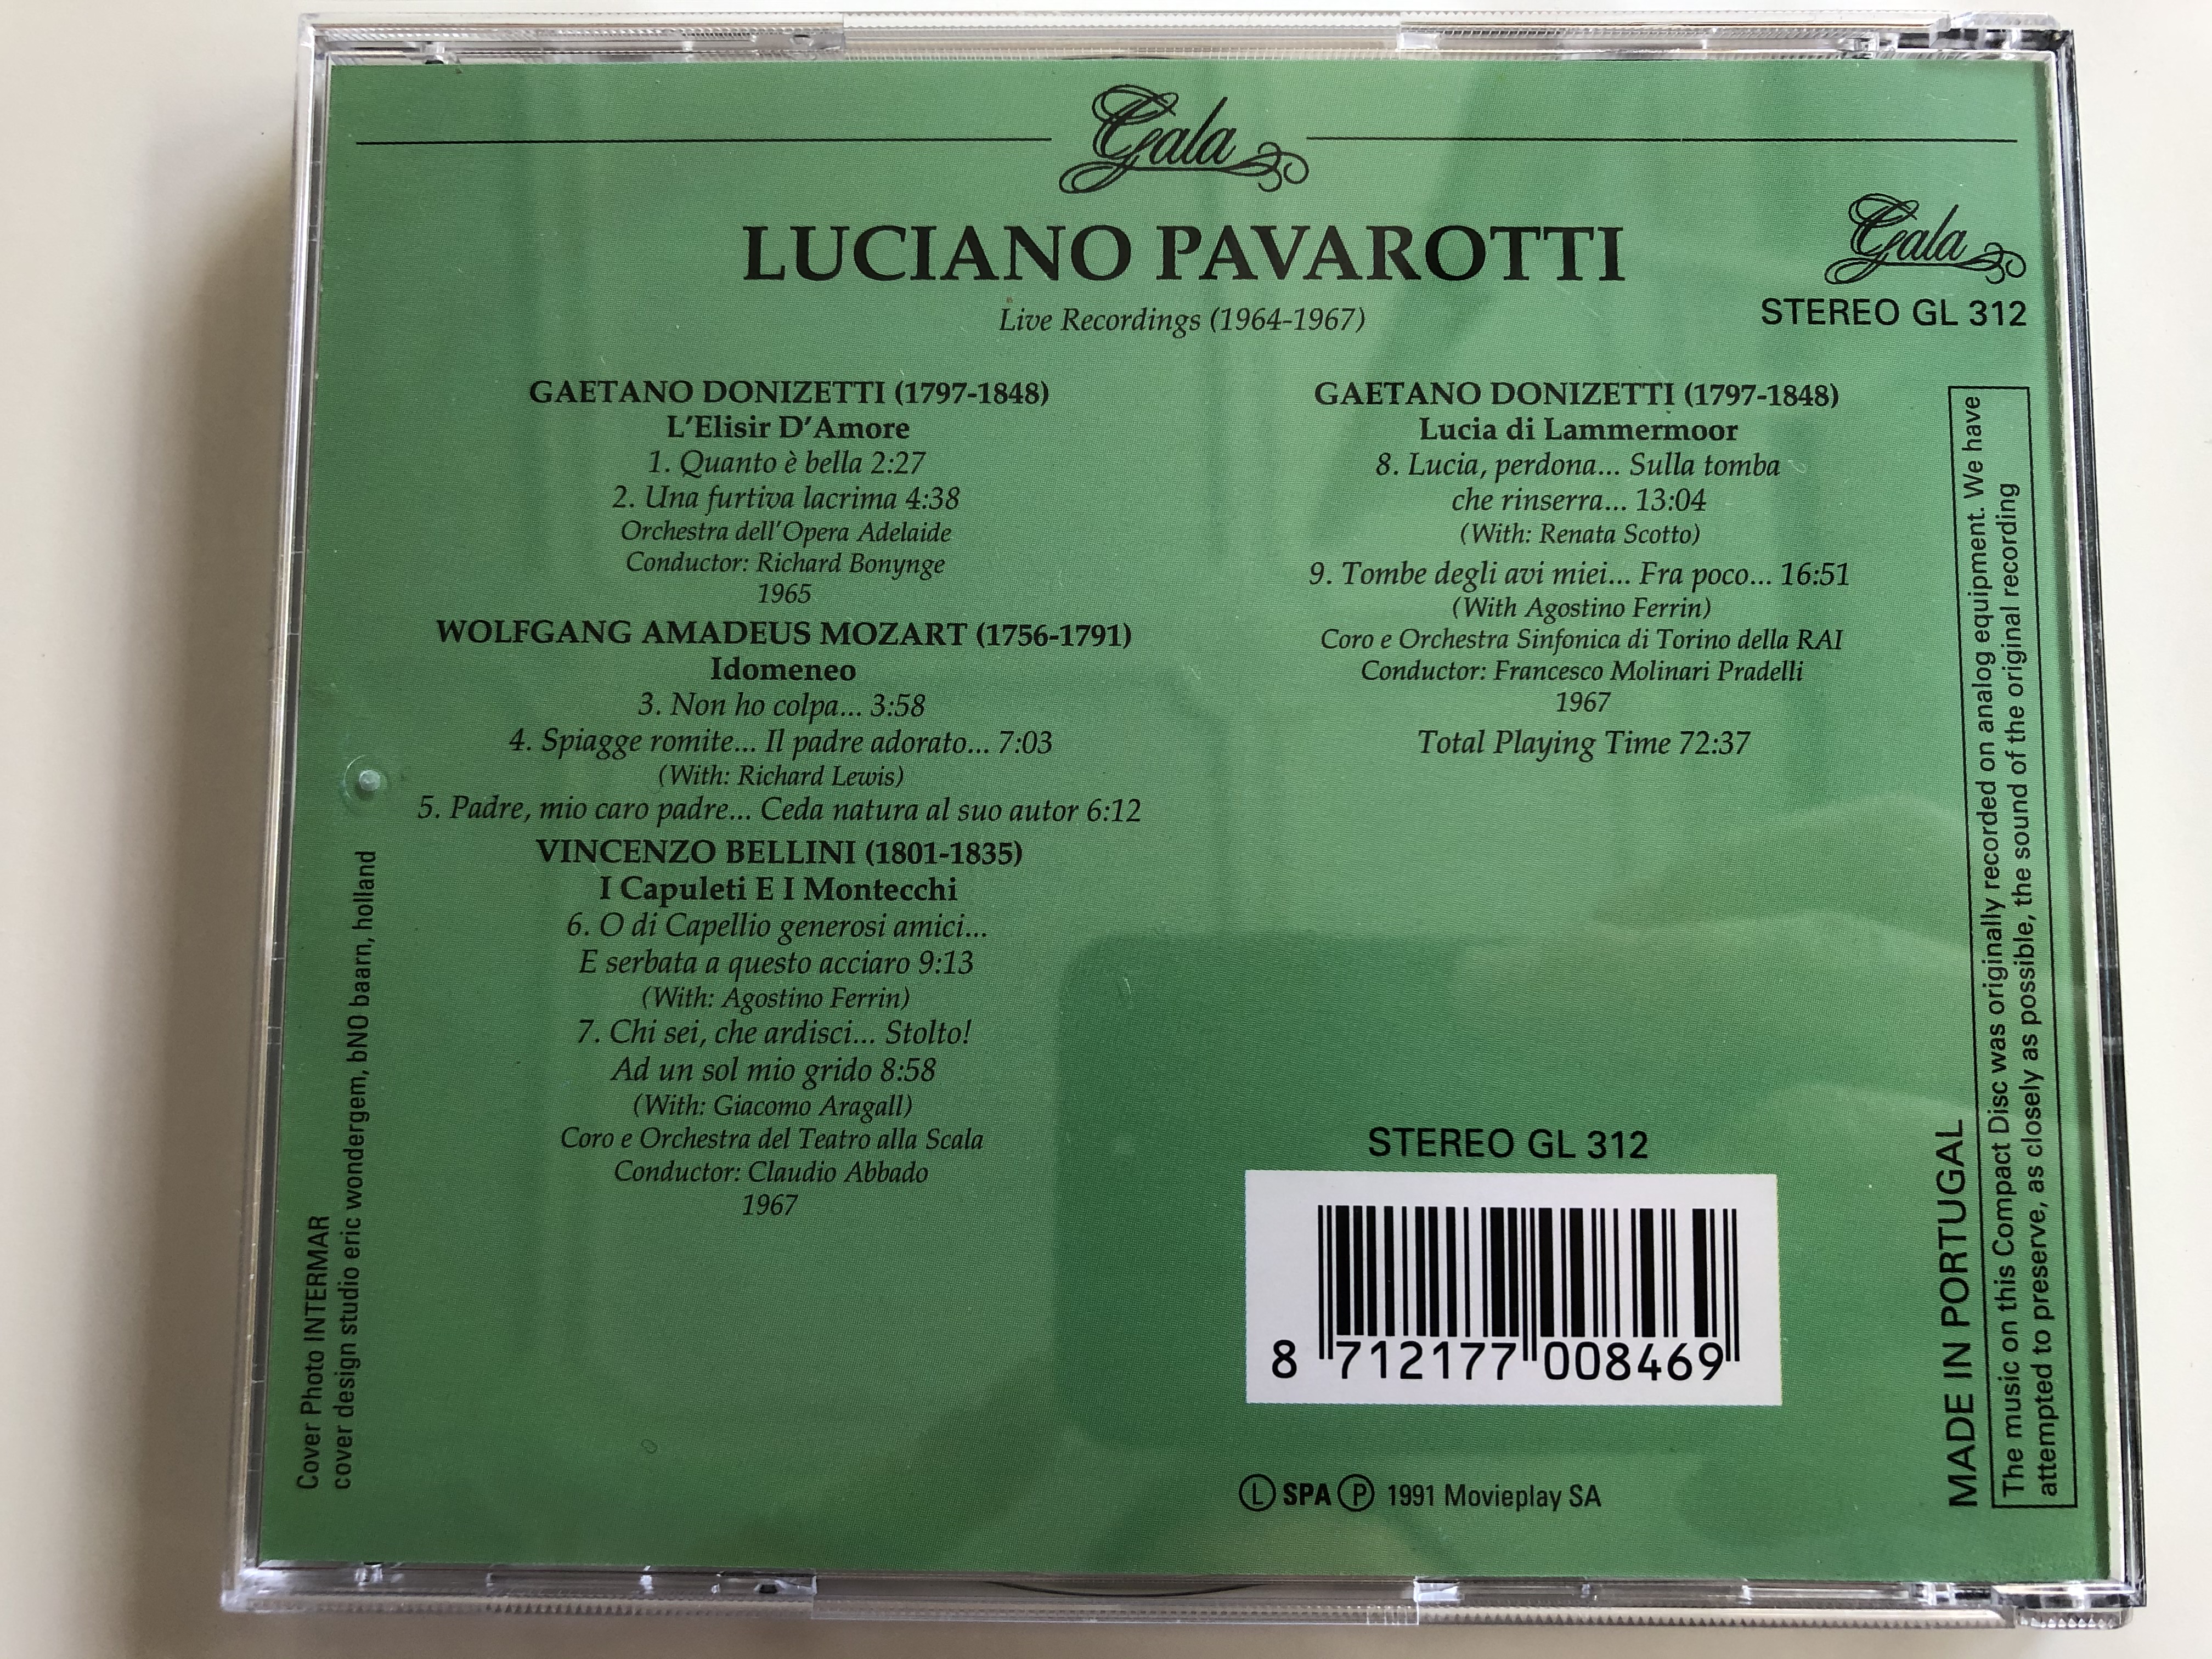 Gala
LUCIANO PAVAROTTI
Live Recordings (1964-1967)
Gala
STEREO GL 312
GAETANO DONIZETTI (1797-1848)
L'Elisir D'Amore
1. Quanto è bella 2:27
2. Una furtiva lacrima 4:38
Orchestra dell'Opera Adelaide
Conductor: Richard Bonynge
1965
WOLFGANG AMADEUS MOZART (1756-1791)
Idomeneo
3. Non ho colpa... 3:58
4. Spiagge romite... Il padre adorato... 7:03
(With: Richard Lewis)
5. Padre, mio caro padre... Ceda natura al suo autor 6:12
VINCENZO BELLINI (1801-1835)
I Capuleti E I Montecchi
6. O di Capellio generosi amici...
E serbata a questo acciaro 9:13
(With: Agostino Ferrin)
7. Chi sei, che ardisci... Stolto!
Ad un sol mio grido 8:58
(With: Giacomo Aragall)
Coro e Orchestra del Teatro alla Scala
Conductor: Claudio Abbado
1967
GAETANO DONIZETTI (1797-1848)
Lucia di Lammermoor
8. Lucia, perdona... Sulla tomba
che rinserra... 13:04
(With: Renata Scotto)
9. Tombe degli avi miei... Fra poco... 16:51
(With Agostino Ferrin)
Coro e Orchestra Sinfonica di Torino della RAI
Conductor: Francesco Molinari Pradelli
1967
Total Playing Time 72:37
STEREO GL 312
8 712177 008469
L SPA P 1991 Movieplay SA
Cover Photo INTERMAR
cover design studio eric wondergem, bNO baarn, holland
MADE IN PORTUGAL
The music on this Compact Disc was originally recorded on analog equipment. We have
attempted to preserve, as closely as possible, the sound of the original recording